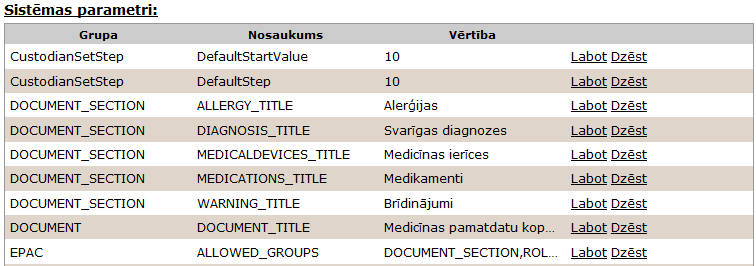 Sistēmas parametri:
Grupa Nosaukums Vērtība
CustodianSetStep DefaultStartValue 10 Labot Dzēst
CustodianSetStep DefaultStep 10 Labot Dzēst
DOCUMENT_SECTION ALLERGY_TITLE Alerģijas Labot Dzēst
DOCUMENT_SECTION DIAGNOSIS_TITLE Svarīgas diagnozes Labot Dzēst
DOCUMENT_SECTION MEDICALDEVICES_TITLE Medicīnas ierīces Labot Dzēst
DOCUMENT_SECTION MEDICATIONS_TITLE Medikamenti Labot Dzēst
DOCUMENT_SECTION WARNING_TITLE Brīdinājumi Labot Dzēst
DOCUMENT DOCUMENT_TITLE Medicīnas pamatdatu kop... Labot Dzēst
EPAC ALLOWED_GROUPS DOCUMENT_SECTION,ROL... Labot Dzēst